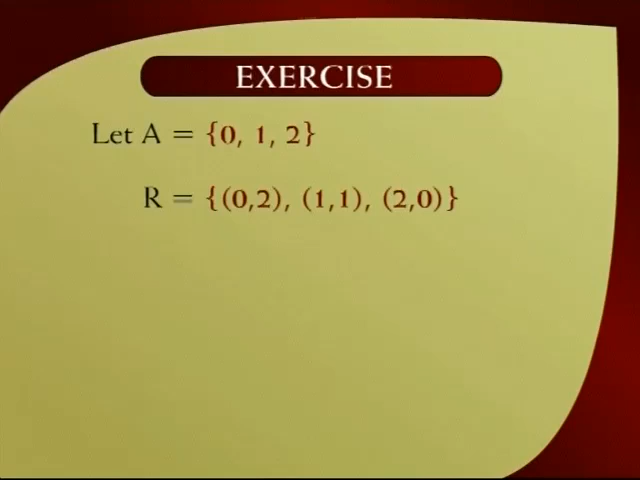 EXERCISE
Let A = {0, 1, 2}
R = {(0,2), (1,1), (2,0)}